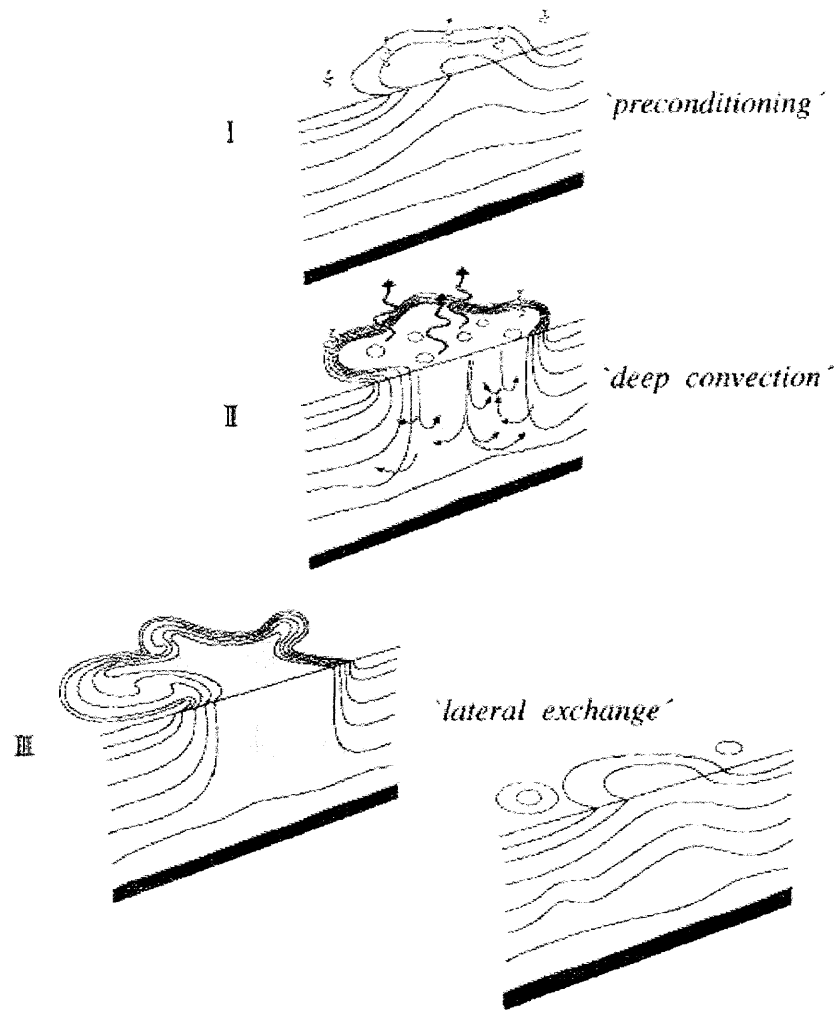 I
`preconditioning´
II
`deep convection´
III
`lateral exchange´